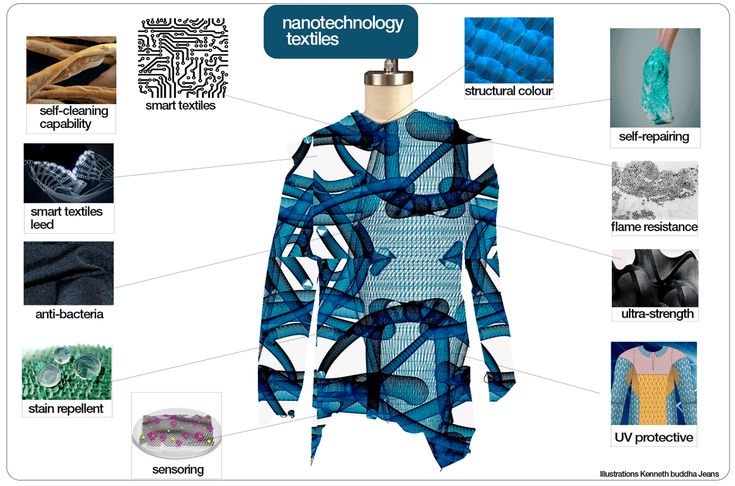 nanotechnology
textiles
self-cleaning
capability
smart textiles
structural colour
self-repairing
smart textiles
leed
flame resistance
anti-bacteria
ultra-strength
stain repellent
UV protective
sensoring
Illustrations Kenneth buddha Jeans